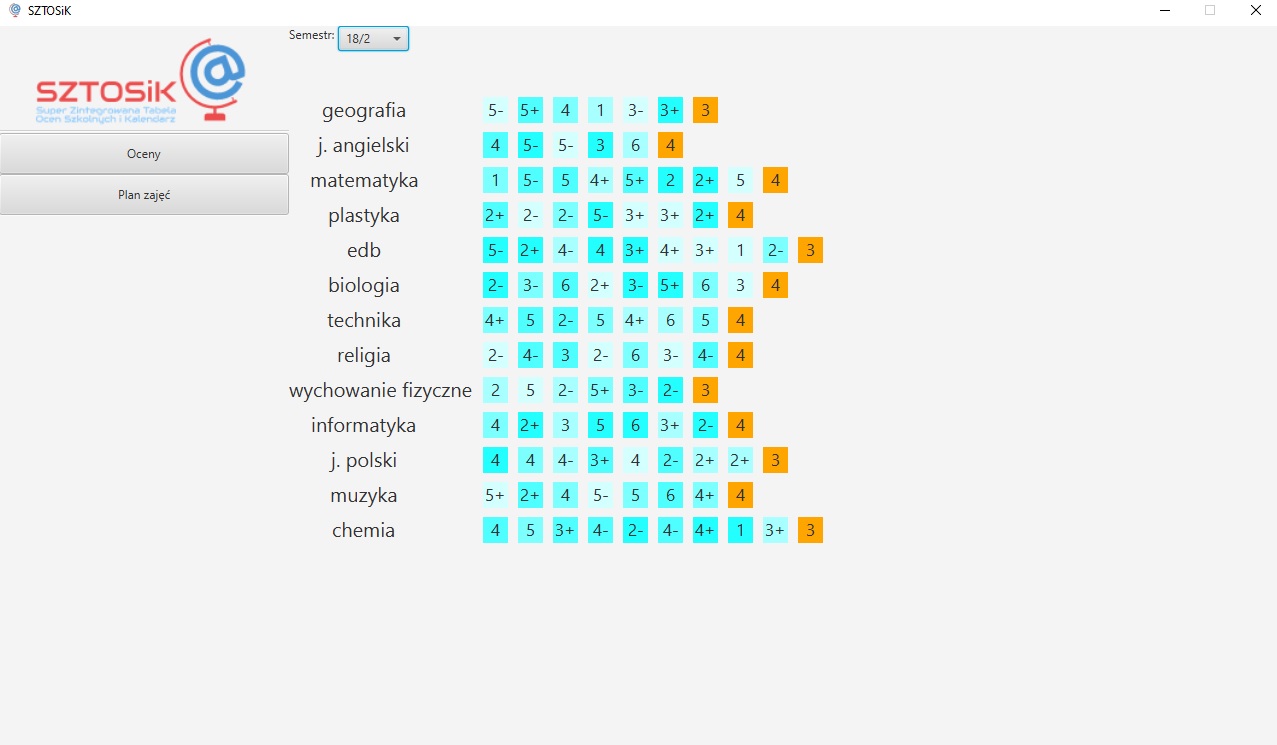 SZTOSiK
Semestr: 18/2
SZTOSiK
Super Zintegrowana Tabela
Ocen Szkolnych i Kalendarz
Oceny
Plan zajęć
geografia 5- 5+ 4 1 3- 3+ 3
j. angielski 4 5- 5- 3 6 4
matematyka 1 5- 5 4+ 5+ 2 2+ 5 4
plastyka 2+ 2- 2- 5- 3+ 3+ 2+ 4
edb 5- 2+ 4- 4 3+ 4+ 3+ 1 2- 3
biologia 2- 3- 6 2+ 3- 5+ 6 3 4
technika 4+ 5 2- 5 4+ 6 5 4
religia 2- 4- 3 2- 6 3- 4- 4
wychowanie fizyczne 2 5 2- 5+ 3- 2- 3
informatyka 4 2+ 3 5 6 3+ 2- 4
j. polski 4 4 4- 3+ 4 2- 2+ 2+ 3
muzyka 5+ 2+ 4 5- 5 6 4+ 4
chemia 4 5 3+ 4- 2- 4- 4+ 1 3+ 3